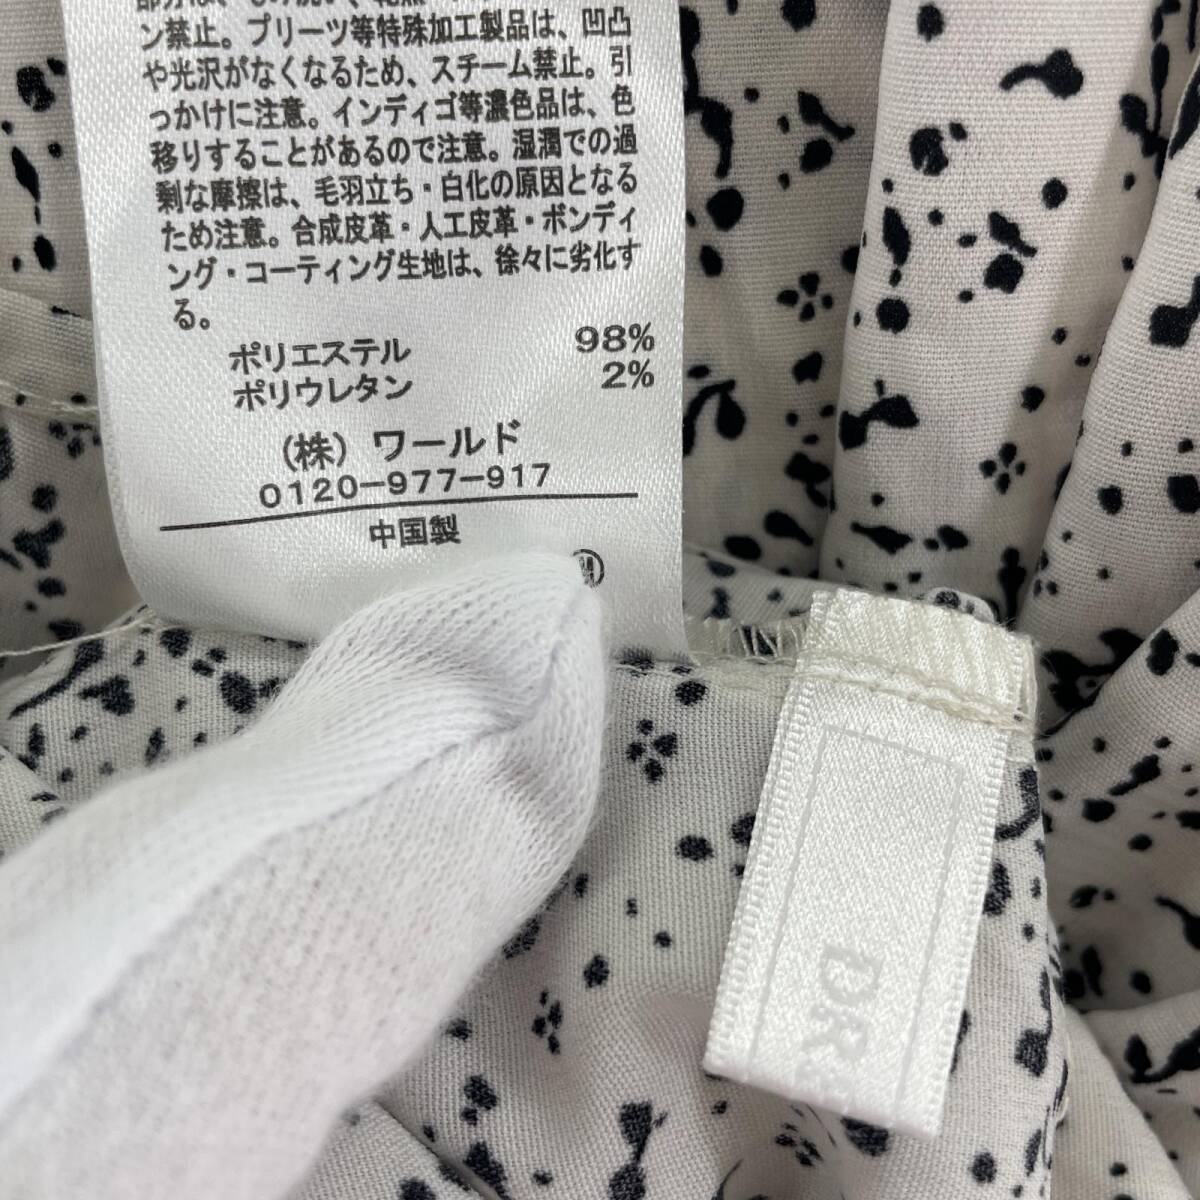 ン禁止。プリーツ等特殊加工製品は、凹凸
や光沢がなくなるため、スチーム禁止。引
っかけに注意。インディゴ等濃色品は、色
移りすることがあるので注意。湿潤での過
剰な摩擦は、毛羽立ち・白化の原因となる
ため注意。合成皮革・人工皮革・ボンディ
ング・コーティング生地は、徐々に劣化す
る。
ポリエステル 98%
ポリウレタン 2%
(株) ワールド
0120-977-917
中国製
DR